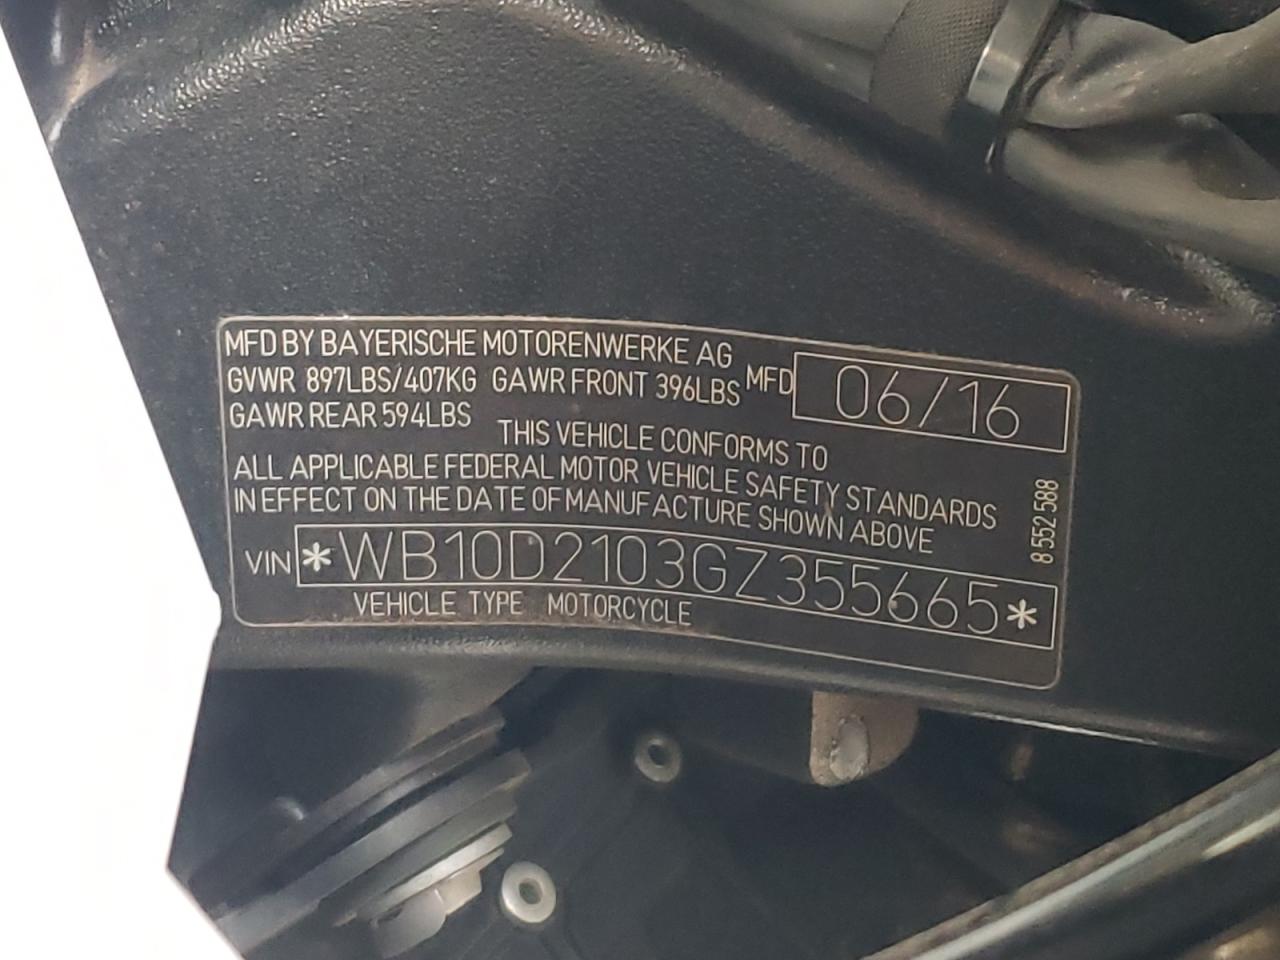 MFD BY BAYERISCHE MOTORENWERKE AG
GVWR 897LBS/407KG GAWR FRONT 396LBS MFD 06/16
GAWR REAR 594LBS
THIS VEHICLE CONFORMS TO
ALL APPLICABLE FEDERAL MOTOR VEHICLE SAFETY STANDARDS
IN EFFECT ON THE DATE OF MANUFACTURE SHOWN ABOVE
8 552 588
VIN *WB10D2103GZ355665*
VEHICLE TYPE MOTORCYCLE